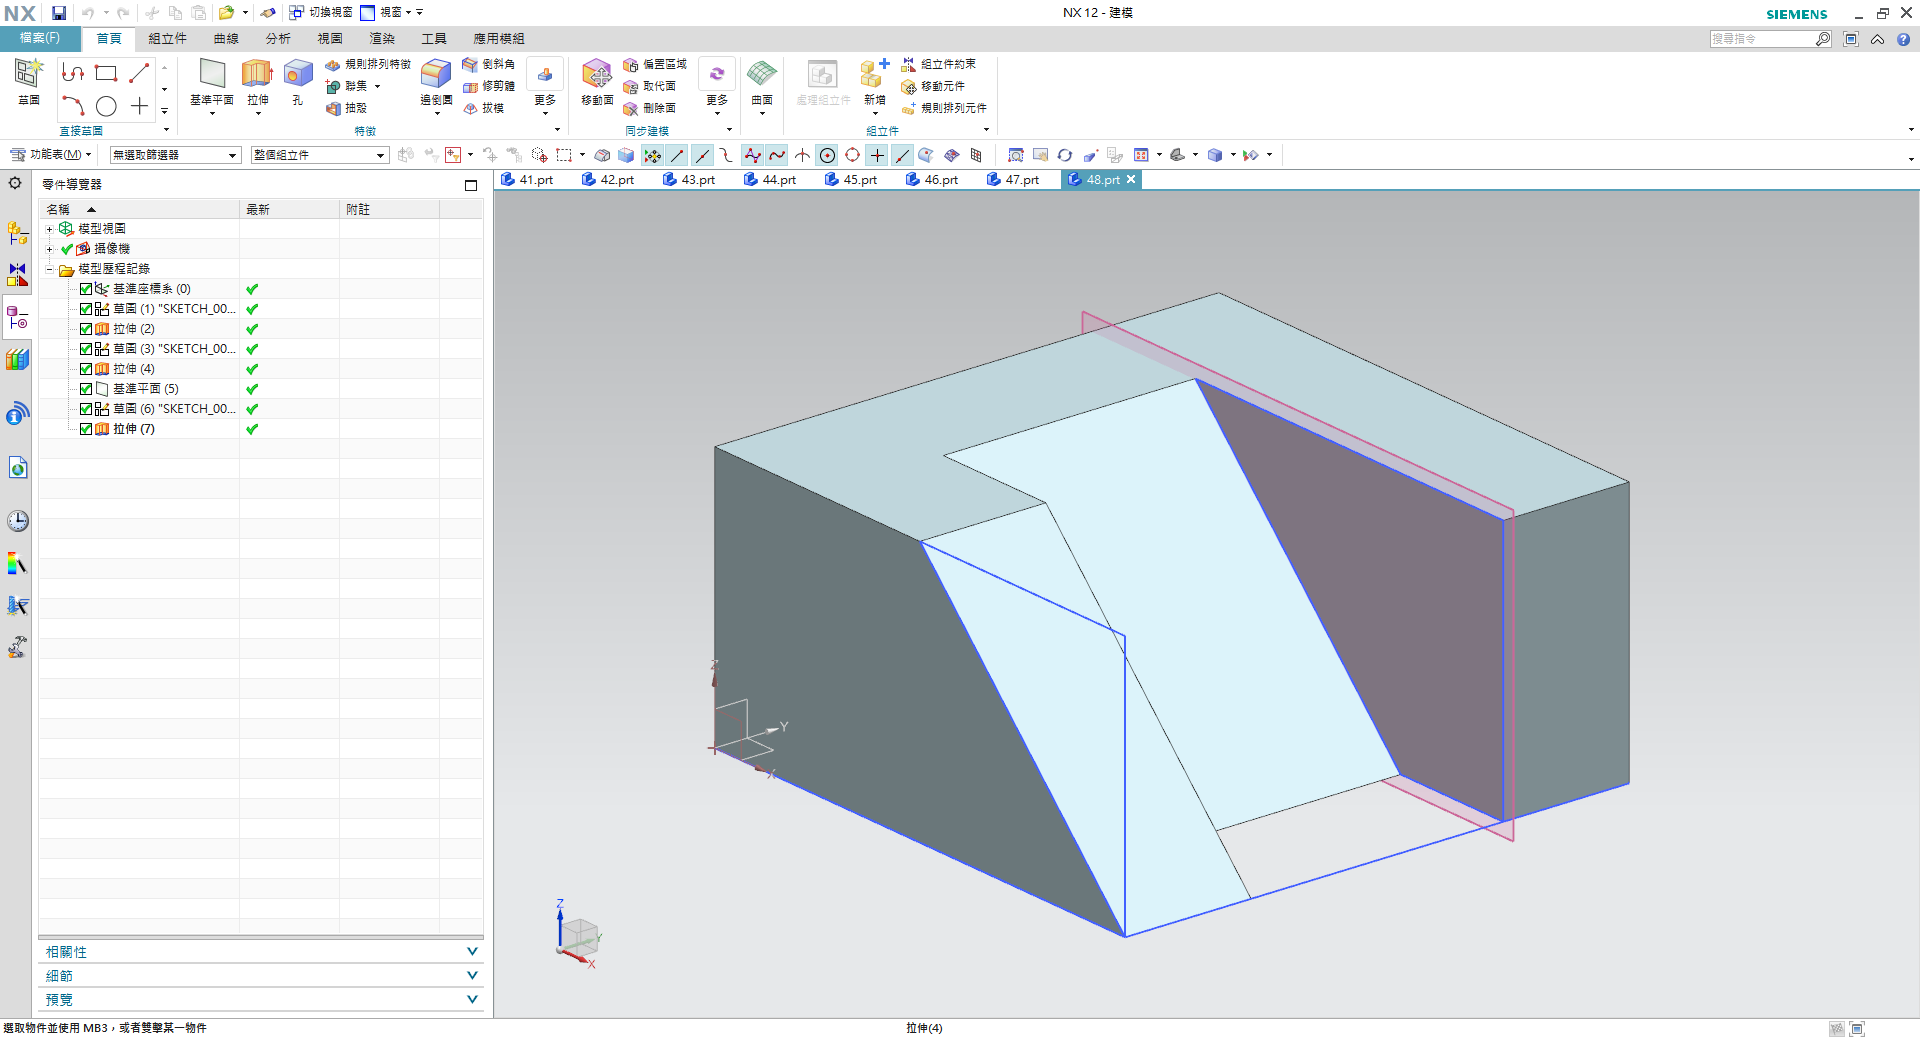 NX 切換視窗 視窗 NX 12 - 建模 SIEMENS
檔案(F) 首頁 組立件 曲線 分析 視圖 渲染 工具 應用模組 搜尋指令
草圖 基準平面 拉伸 孔 規則排列特徵 聯集 抽殼 邊倒圓 倒斜角 修剪體 拔模 更多 移動面 偏置區域 取代面 刪除面 更多 曲面 處理組立件 新增 組立件約束 移動元件 規則排列元件
直接草圖 特徵 同步建模 組立件
功能表(M) 無選取篩選器 整個組立件
零件導覽器 41.prt 42.prt 43.prt 44.prt 45.prt 46.prt 47.prt 48.prt
名稱 最新 附註
模型視圖
攝像機
模型歷程記錄
基準座標系 (0)
草圖 (1) "SKETCH_00...
拉伸 (2)
草圖 (3) "SKETCH_00...
拉伸 (4)
基準平面 (5)
草圖 (6) "SKETCH_00...
拉伸 (7)
Z
Y
X
Z
Y
X
相關性
細節
預覽
選取物件並使用 MB3，或者雙擊某一物件 拉伸(4)